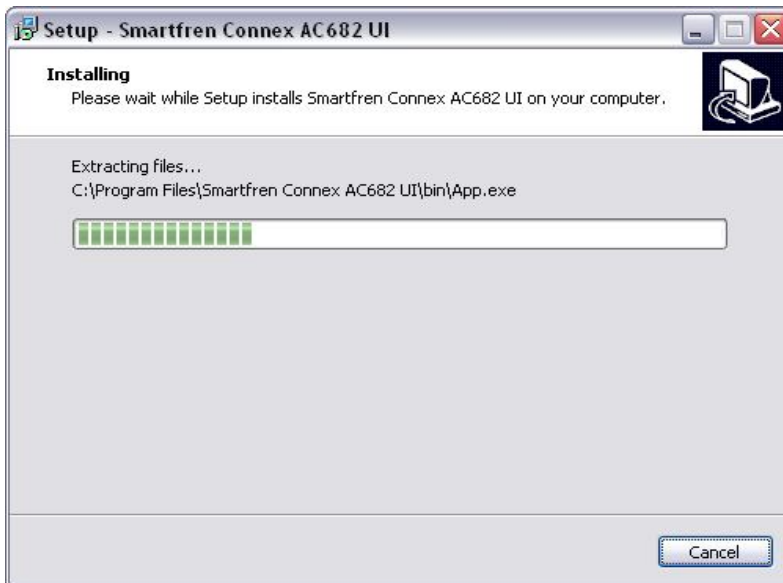 Setup - Smartfren Connex AC682 UI
Installing
Please wait while Setup installs Smartfren Connex AC682 UI on your computer.
Extracting files...
C:\Program Files\Smartfren Connex AC682 UI\bin\App.exe
Cancel